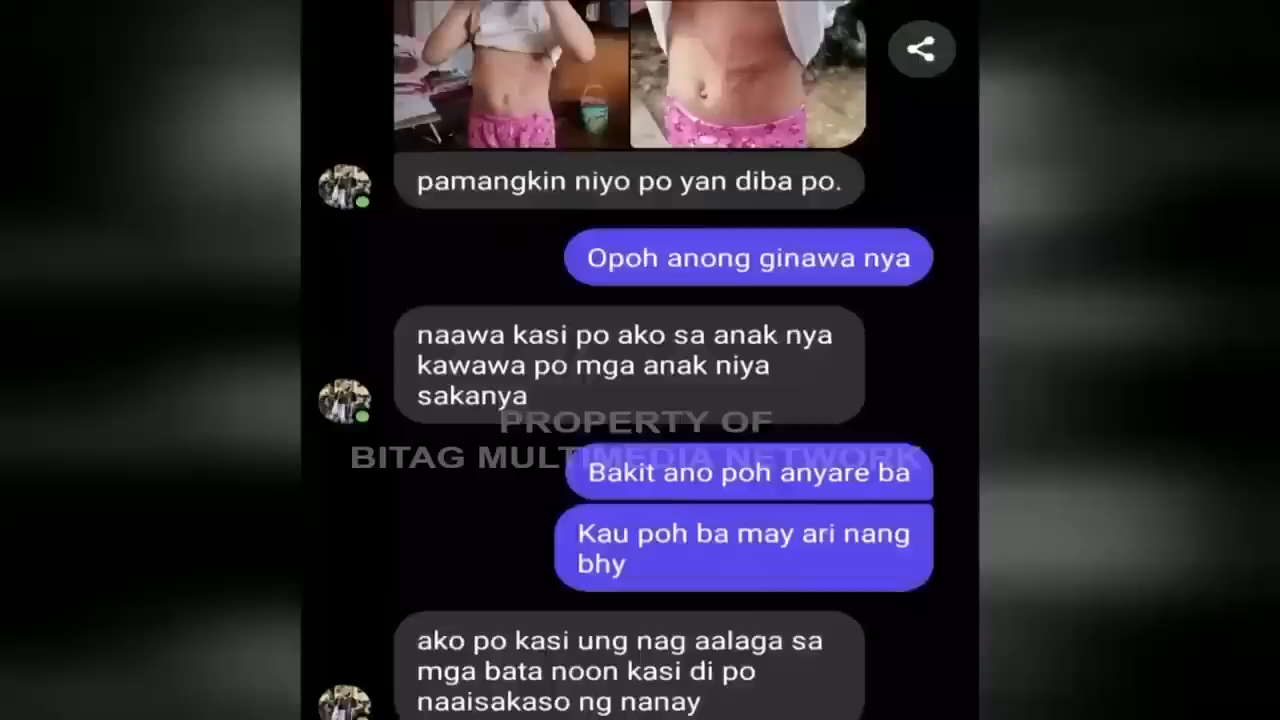 pamangkin niyo po yan diba po.
Opoh anong ginawa nya
naawa kasi po ako sa anak nya
kawawa po mga anak niya
sakanya
PROPERTY OF
BITAG MULTIMEDIA NETWORK
Bakit ano poh anyare ba
Kau poh ba may ari nang
bhy
ako po kasi ung nag aalaga sa
mga bata noon kasi di po
naaisakaso ng nanay